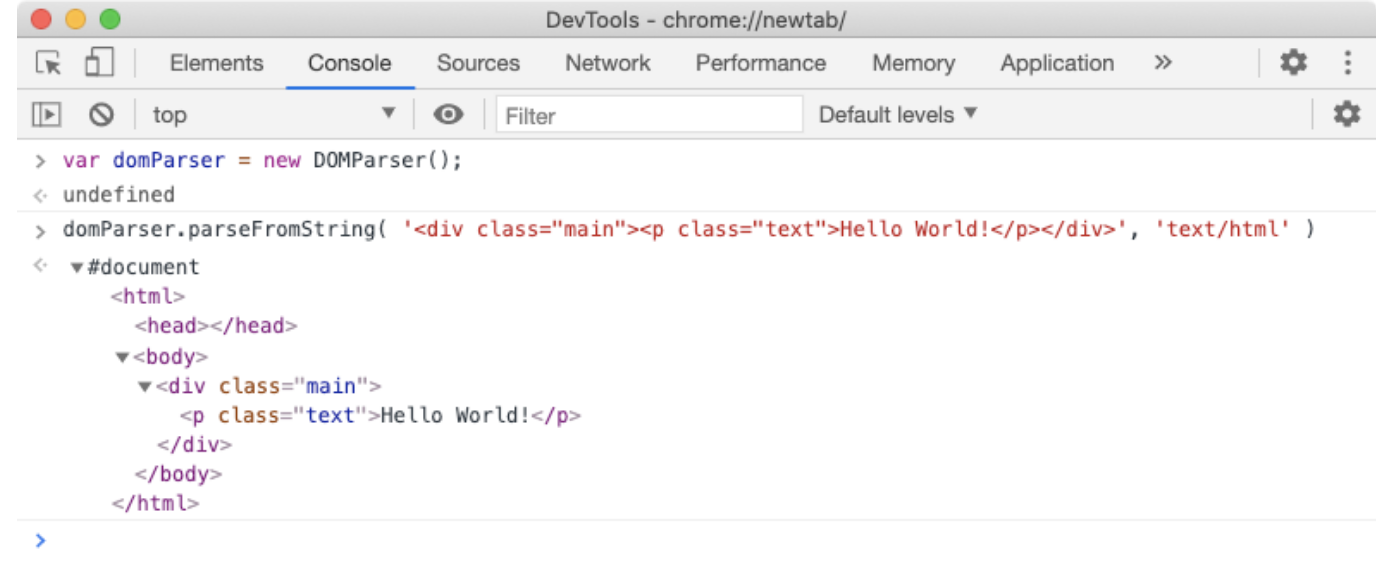 DevTools - chrome://newtab/
Elements Console Sources Network Performance Memory Application »
top ▼ Filter Default levels ▼
> var domParser = new DOMParser();
undefined
> domParser.parseFromString( '<div class="main"><p class="text">Hello World!</p></div>', 'text/html' )
▼#document
<html>
<head></head>
▼<body>
▼<div class="main">
<p class="text">Hello World!</p>
</div>
</body>
</html>
>